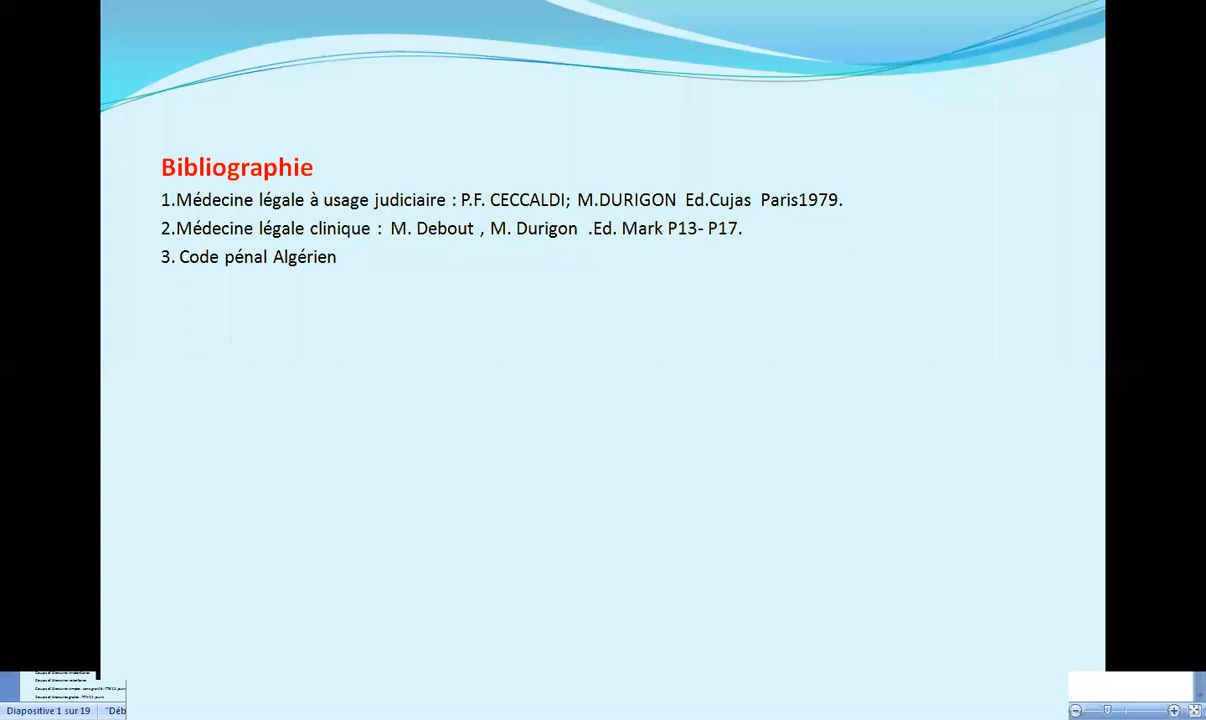 Bibliographie
1.Médecine légale à usage judiciaire : P.F. CECCALDI; M.DURIGON Ed.Cujas Paris1979.
2.Médecine légale clinique : M. Debout , M. Durigon .Ed. Mark P13- P17.
3. Code pénal Algérien
Diapositive 1 sur 19 "Déb